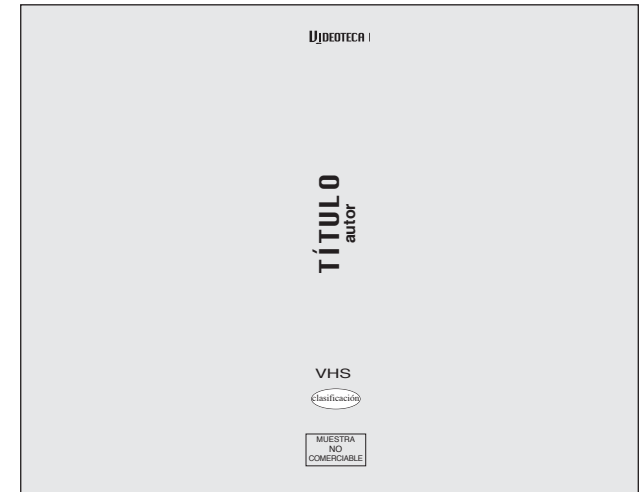 VIDEOTECA
TÍTULO
autor
VHS
clasificación
MUESTRA
NO
COMERCIABLE